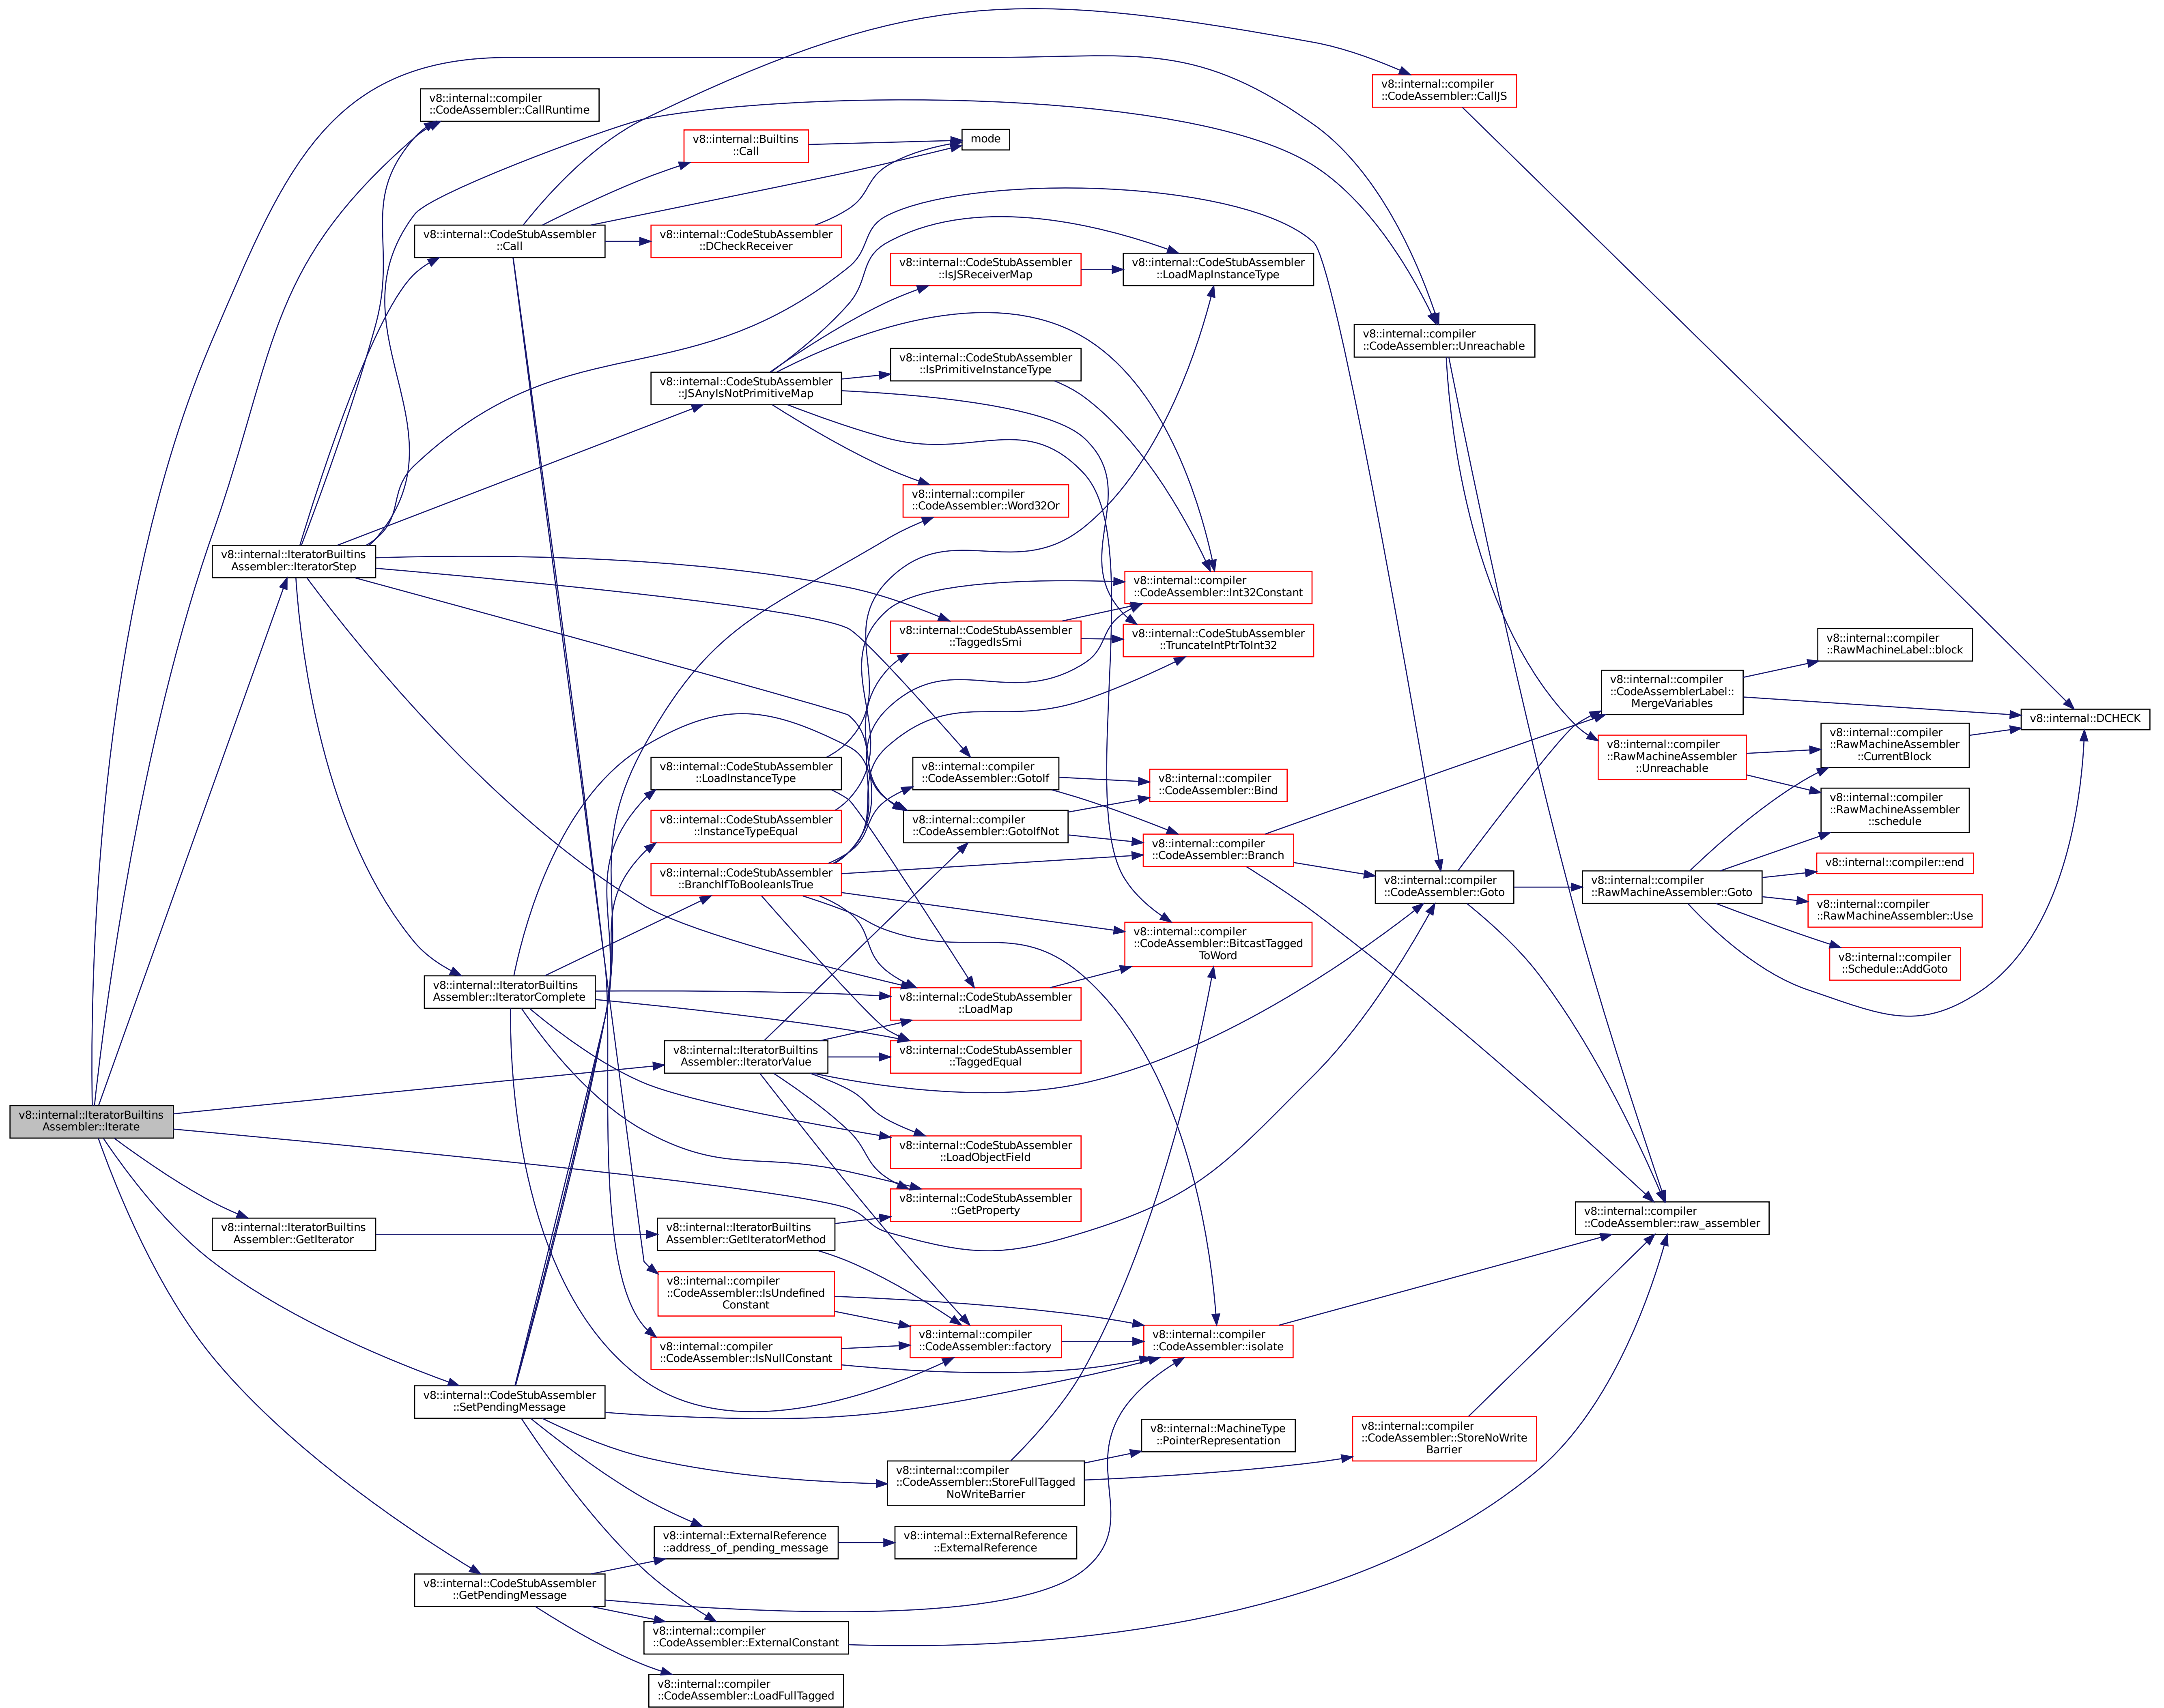 v8::internal::IteratorBuiltins
Assembler::Iterate
v8::internal::compiler
::CodeAssembler::CallRuntime
v8::internal::CodeStubAssembler
::Call
v8::internal::IteratorBuiltins
Assembler::IteratorStep
v8::internal::IteratorBuiltins
Assembler::IteratorComplete
v8::internal::IteratorBuiltins
Assembler::GetIterator
v8::internal::CodeStubAssembler
::SetPendingMessage
v8::internal::CodeStubAssembler
::GetPendingMessage
v8::internal::Builtins
::Call
v8::internal::CodeStubAssembler
::DCheckReceiver
v8::internal::CodeStubAssembler
::JSAnyIsNotPrimitiveMap
v8::internal::CodeStubAssembler
::LoadInstanceType
v8::internal::CodeStubAssembler
::InstanceTypeEqual
v8::internal::CodeStubAssembler
::BranchIfToBooleanIsTrue
v8::internal::IteratorBuiltins
Assembler::IteratorValue
v8::internal::IteratorBuiltins
Assembler::GetIteratorMethod
v8::internal::compiler
::CodeAssembler::IsUndefined
Constant
v8::internal::compiler
::CodeAssembler::IsNullConstant
v8::internal::ExternalReference
::address_of_pending_message
v8::internal::compiler
::CodeAssembler::ExternalConstant
v8::internal::compiler
::CodeAssembler::LoadFullTagged
mode
v8::internal::CodeStubAssembler
::IsJSReceiverMap
v8::internal::CodeStubAssembler
::IsPrimitiveInstanceType
v8::internal::compiler
::CodeAssembler::Word32Or
v8::internal::CodeStubAssembler
::TaggedIsSmi
v8::internal::compiler
::CodeAssembler::GotoIf
v8::internal::compiler
::CodeAssembler::GotoIfNot
v8::internal::CodeStubAssembler
::LoadMap
v8::internal::CodeStubAssembler
::TaggedEqual
v8::internal::CodeStubAssembler
::LoadObjectField
v8::internal::CodeStubAssembler
::GetProperty
v8::internal::compiler
::CodeAssembler::factory
v8::internal::compiler
::CodeAssembler::StoreFullTagged
NoWriteBarrier
v8::internal::ExternalReference
::ExternalReference
v8::internal::CodeStubAssembler
::LoadMapInstanceType
v8::internal::compiler
::CodeAssembler::Int32Constant
v8::internal::CodeStubAssembler
::TruncateIntPtrToInt32
v8::internal::compiler
::CodeAssembler::Bind
v8::internal::compiler
::CodeAssembler::Branch
v8::internal::compiler
::CodeAssembler::BitcastTagged
ToWord
v8::internal::compiler
::CodeAssembler::isolate
v8::internal::MachineType
::PointerRepresentation
v8::internal::compiler
::CodeAssembler::CallJS
v8::internal::compiler
::CodeAssembler::Unreachable
v8::internal::compiler
::CodeAssembler::Goto
v8::internal::compiler
::CodeAssembler::StoreNoWrite
Barrier
v8::internal::compiler
::CodeAssemblerLabel::
MergeVariables
v8::internal::compiler
::RawMachineAssembler
::Unreachable
v8::internal::compiler
::RawMachineAssembler::Goto
v8::internal::compiler
::CodeAssembler::raw_assembler
v8::internal::compiler
::RawMachineLabel::block
v8::internal::compiler
::RawMachineAssembler
::CurrentBlock
v8::internal::compiler
::RawMachineAssembler
::schedule
v8::internal::compiler::end
v8::internal::compiler
::RawMachineAssembler::Use
v8::internal::compiler
::Schedule::AddGoto
v8::internal::DCHECK